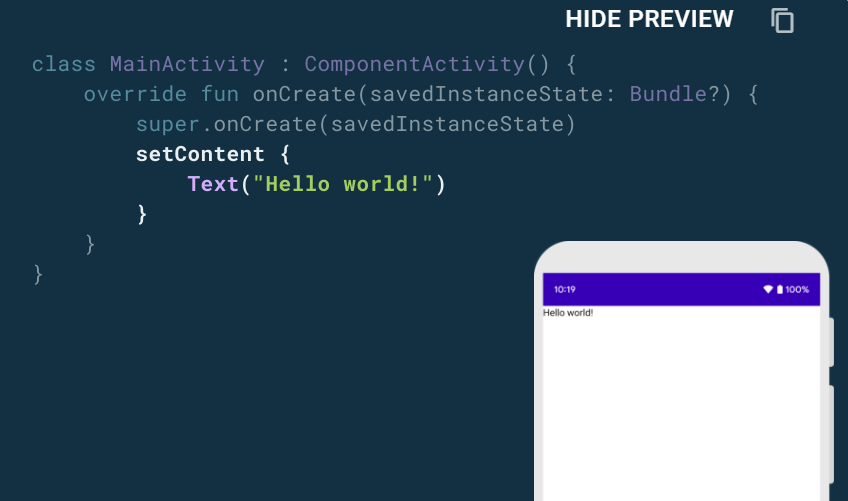 HIDE PREVIEW
class MainActivity : ComponentActivity() {
    override fun onCreate(savedInstanceState: Bundle?) {
        super.onCreate(savedInstanceState)
        setContent {
            Text("Hello world!")
        }
    }
}
10:19 100%
Hello world!